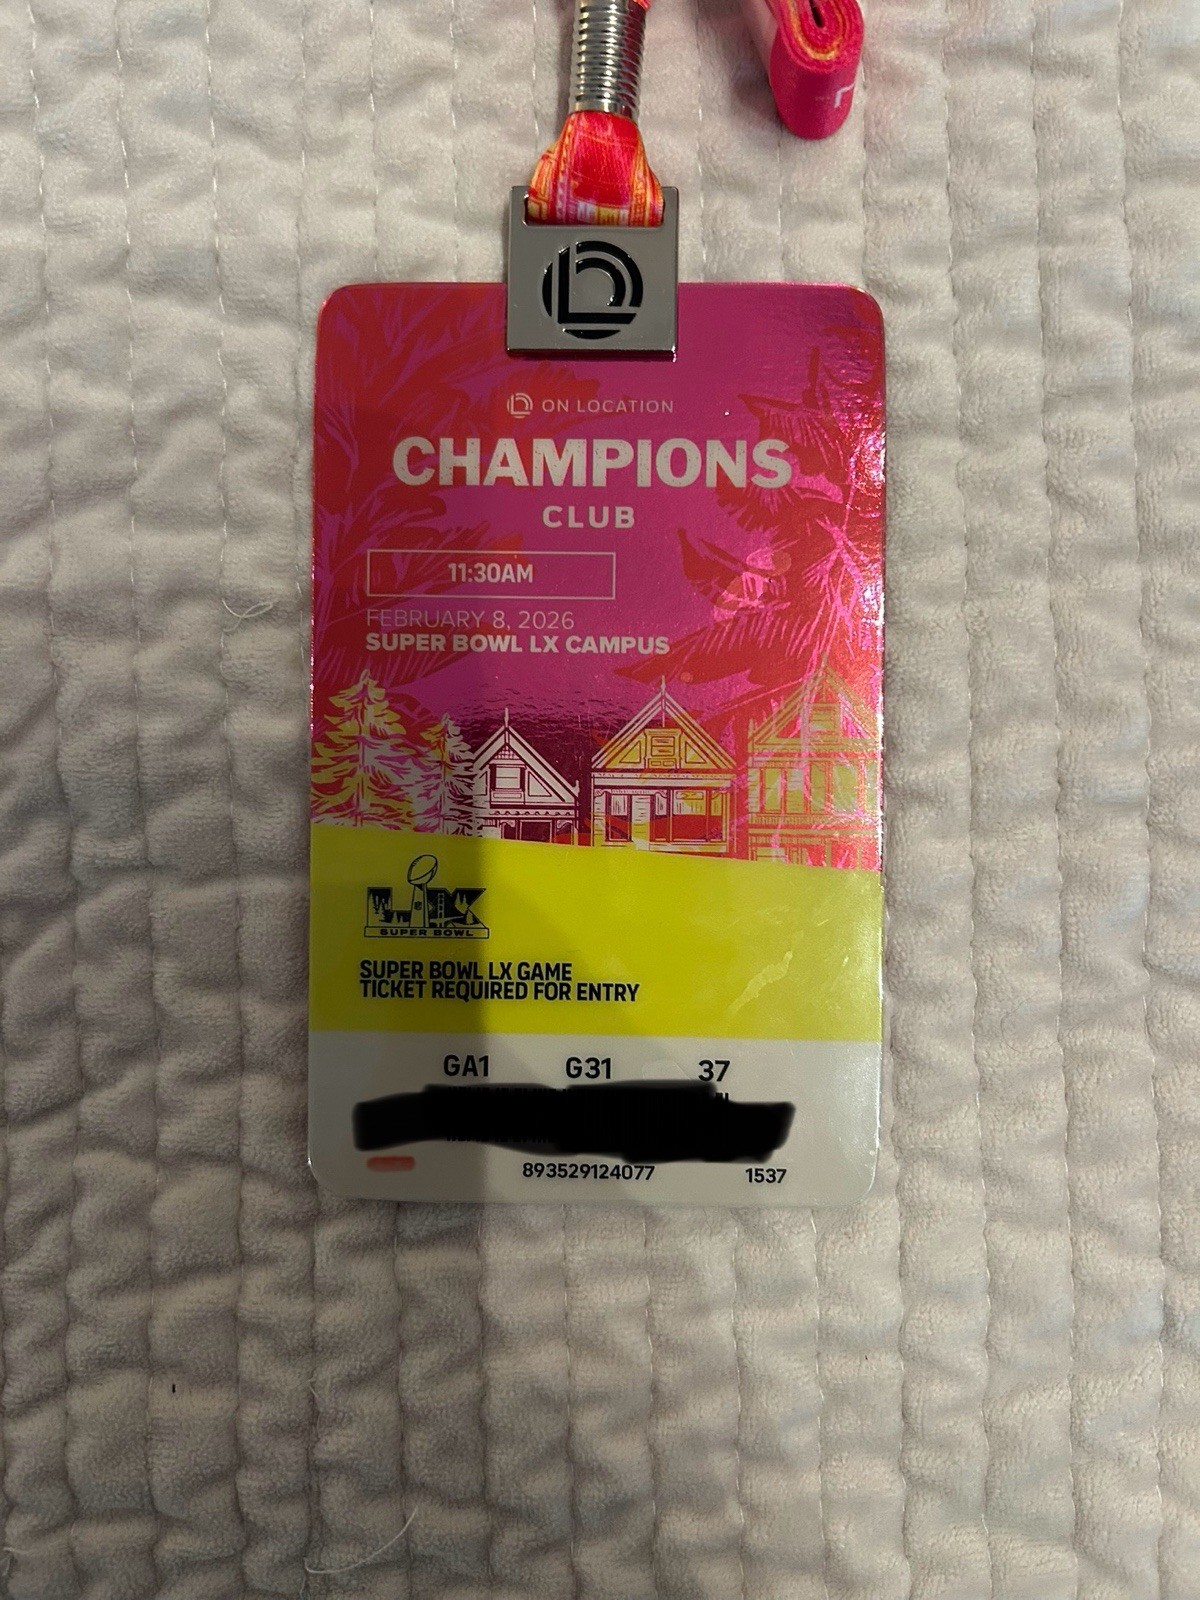 ON LOCATION
CHAMPIONS
CLUB
11:30AM
FEBRUARY 8, 2026
SUPER BOWL LX CAMPUS
LX
SUPER BOWL
SUPER BOWL LX GAME
TICKET REQUIRED FOR ENTRY
GA1 G31 37
893529124077 1537